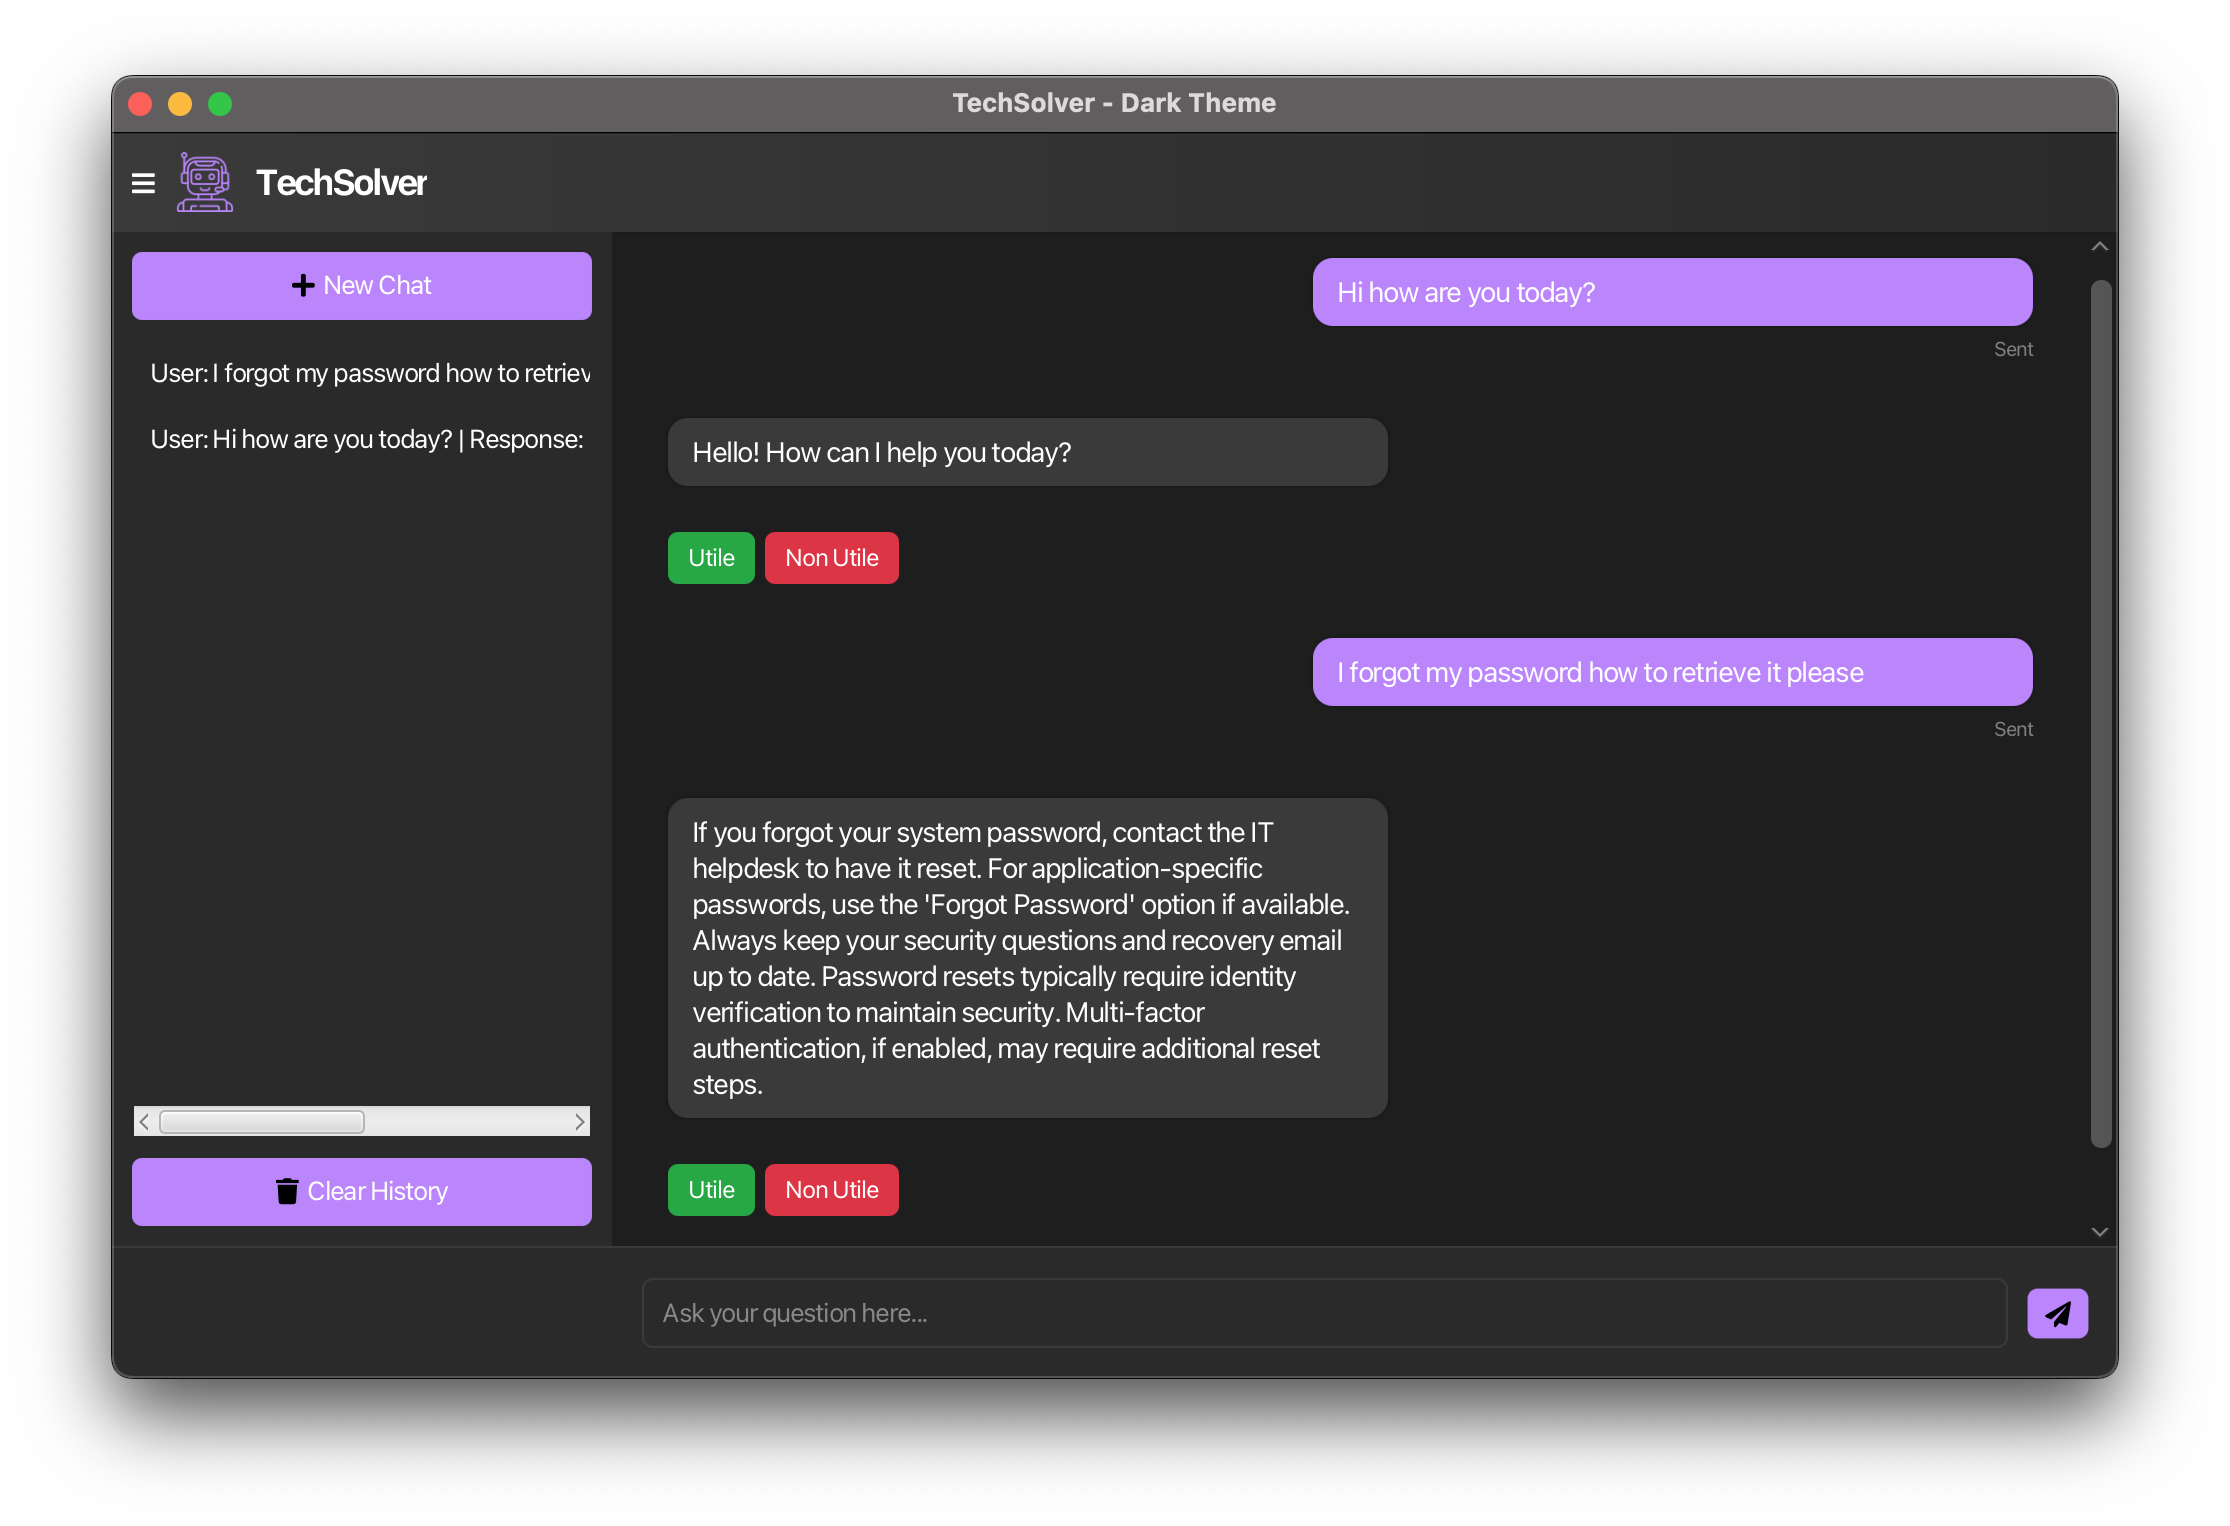 TechSolver - Dark Theme
TechSolver
New Chat
User: I forgot my password how to retriev
User: Hi how are you today? | Response:
Clear History
Hi how are you today?
Sent
Hello! How can I help you today?
Utile
Non Utile
I forgot my password how to retrieve it please
Sent
If you forgot your system password, contact the IT
helpdesk to have it reset. For application-specific
passwords, use the 'Forgot Password' option if available.
Always keep your security questions and recovery email
up to date. Password resets typically require identity
verification to maintain security. Multi-factor
authentication, if enabled, may require additional reset
steps.
Utile
Non Utile
Ask your question here...